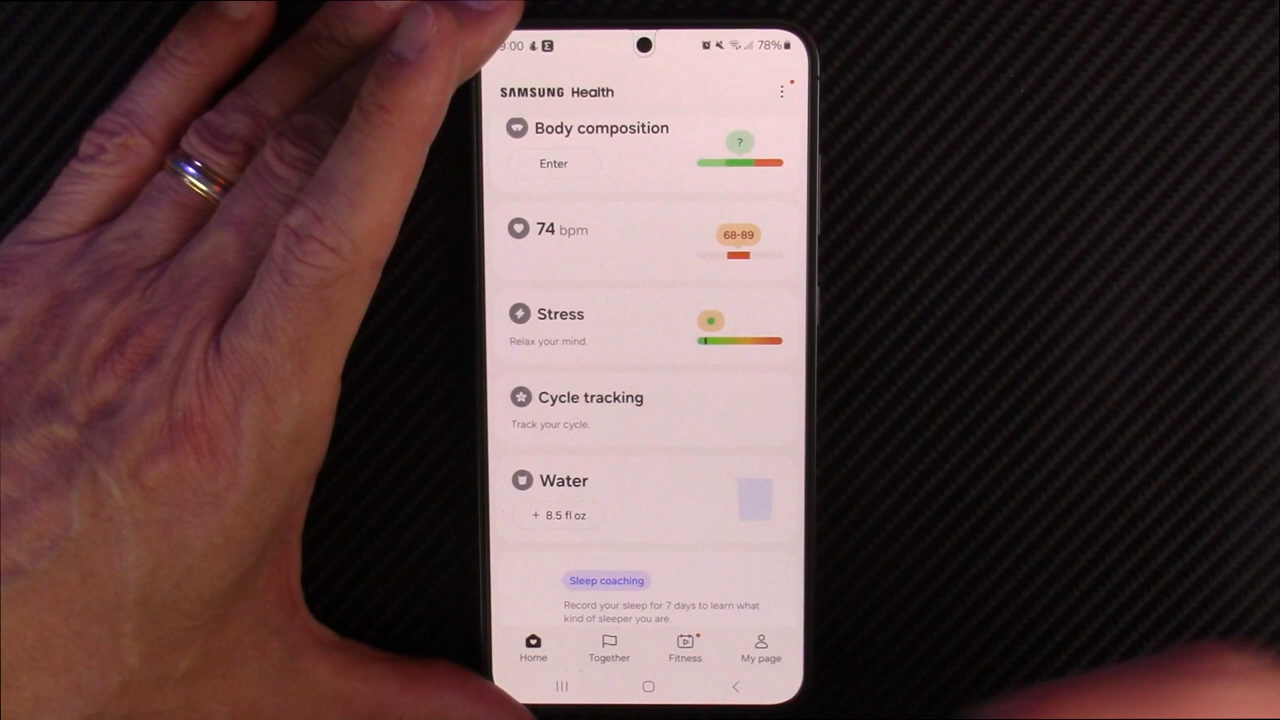 9:00 78%
SAMSUNG Health
Body composition
?
Enter
74 bpm
68-89
Stress
Relax your mind.
Cycle tracking
Track your cycle.
Water
+ 8.5 fl oz
Sleep coaching
Record your sleep for 7 days to learn what
kind of sleeper you are.
Home Together Fitness My page